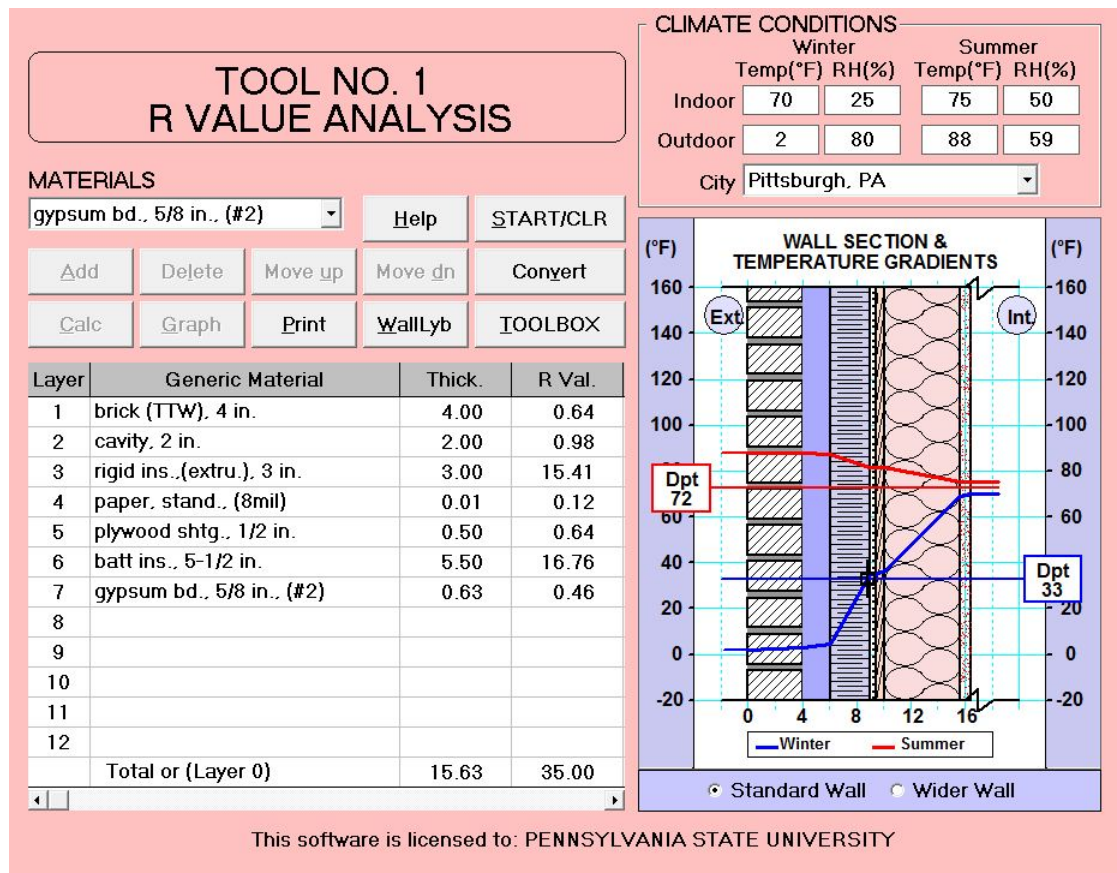 TOOL NO. 1
R VALUE ANALYSIS
CLIMATE CONDITIONS
Winter Summer
Temp(°F) RH(%) Temp(°F) RH(%)
Indoor 70 25 75 50
Outdoor 2 80 88 59
City Pittsburgh, PA
MATERIALS
gypsum bd., 5/8 in., (#2)
Help START/CLR
Add Delete Move up Move dn Convert
Calc Graph Print WallLyb TOOLBOX
Layer Generic Material Thick. R Val.
1 brick (TTW), 4 in. 4.00 0.64
2 cavity, 2 in. 2.00 0.98
3 rigid ins.,(extru.), 3 in. 3.00 15.41
4 paper, stand., (8mil) 0.01 0.12
5 plywood shtg., 1/2 in. 0.50 0.64
6 batt ins., 5-1/2 in. 5.50 16.76
7 gypsum bd., 5/8 in., (#2) 0.63 0.46
8
9
10
11
12
Total or (Layer 0) 15.63 35.00
(°F) WALL SECTION & (°F)
TEMPERATURE GRADIENTS
160 160
Ext. Int.
140 140
120 120
100 100
80
Dpt
72
60 60
40 40
Dpt
33
20 20
0 0
-20 -20
0 4 8 12 16
Winter Summer
Standard Wall Wider Wall
This software is licensed to: PENNSYLVANIA STATE UNIVERSITY